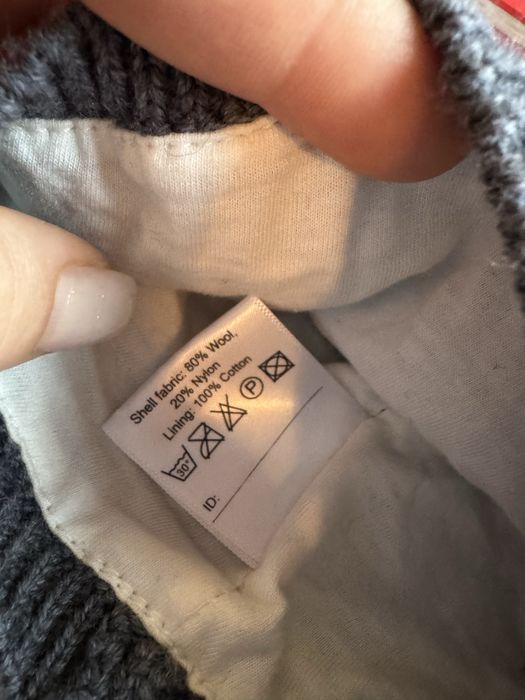 Shell fabric: 80% Wool,
20% Nylon
Lining: 100% Cotton
30° P
ID: